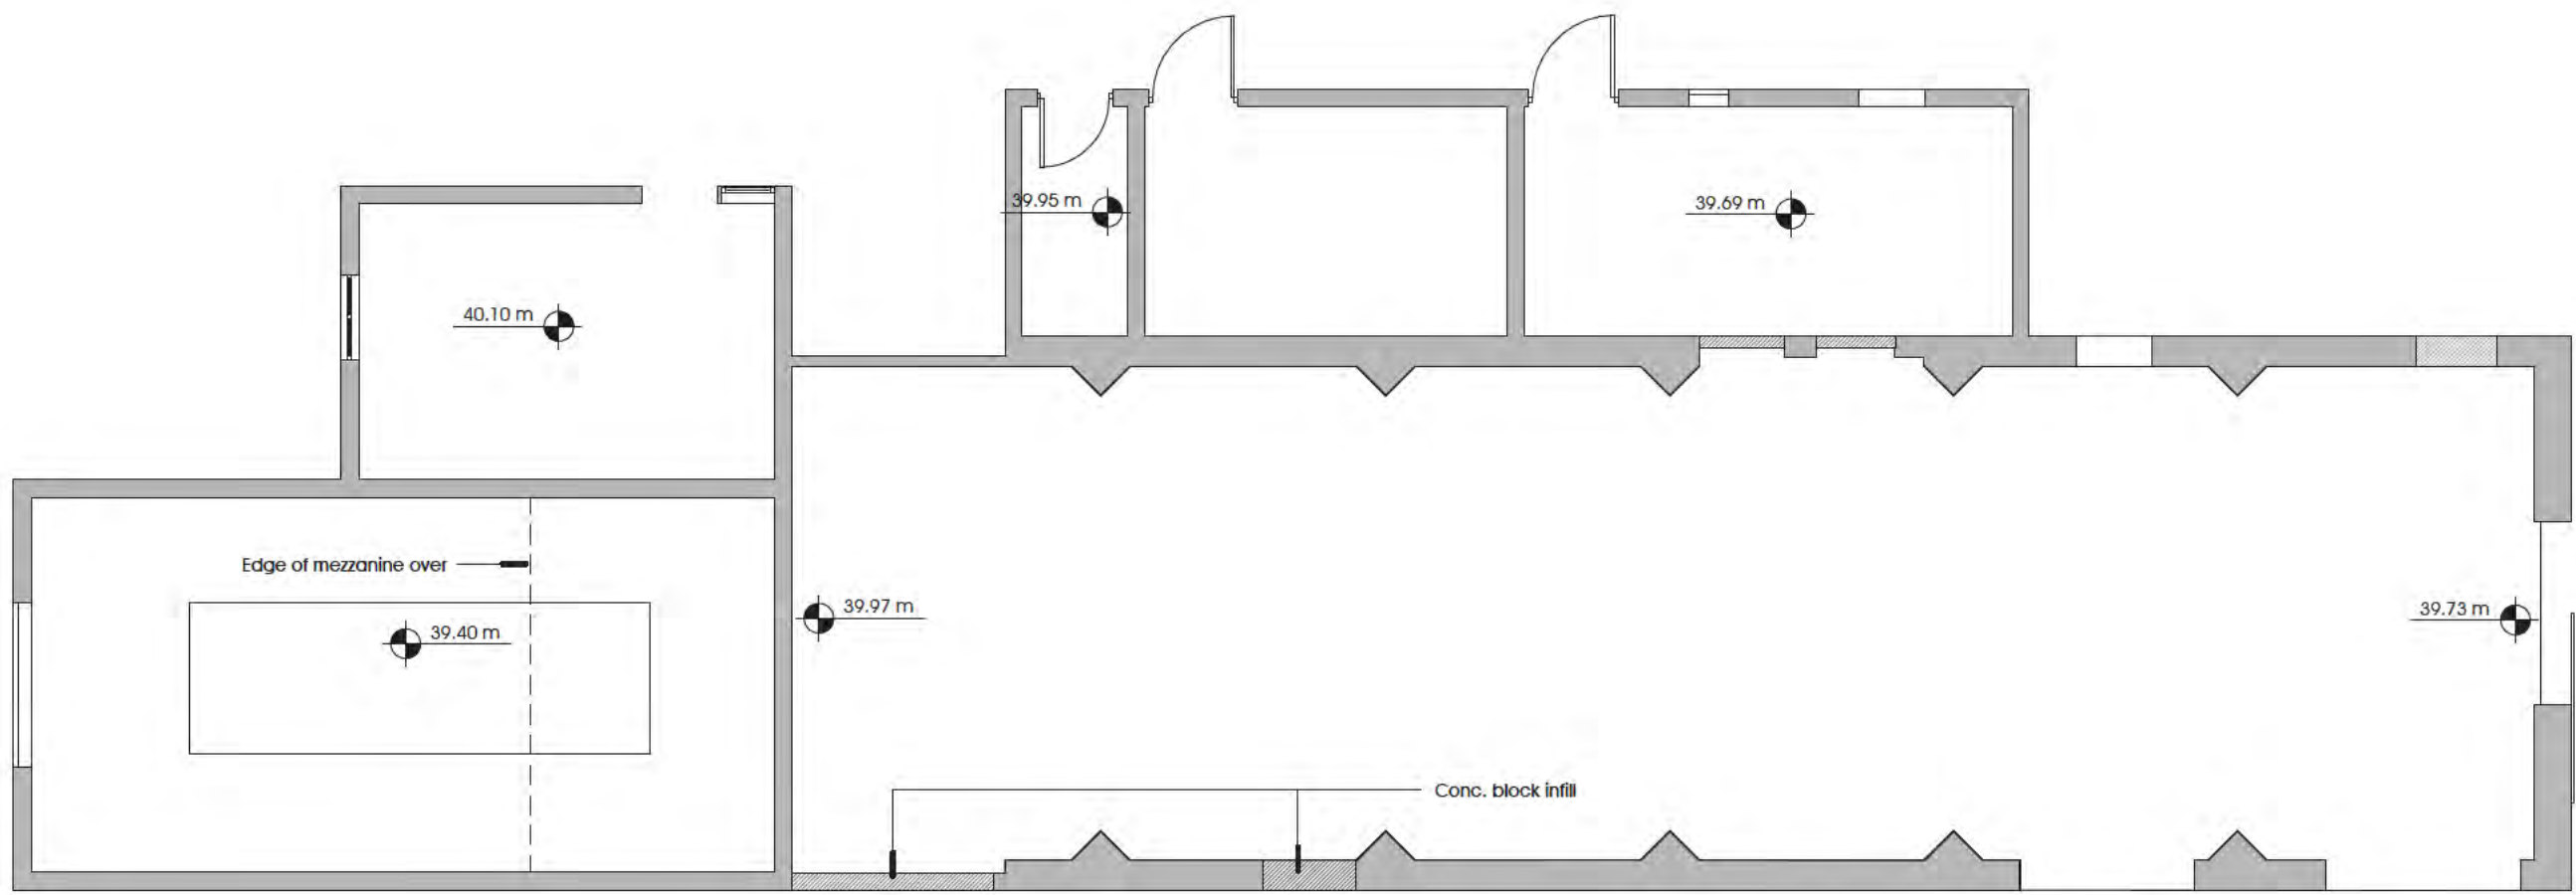 39.95 m
39.69 m
40.10 m
Edge of mezzanine over
39.97 m
39.73 m
39.40 m
Conc. block infill